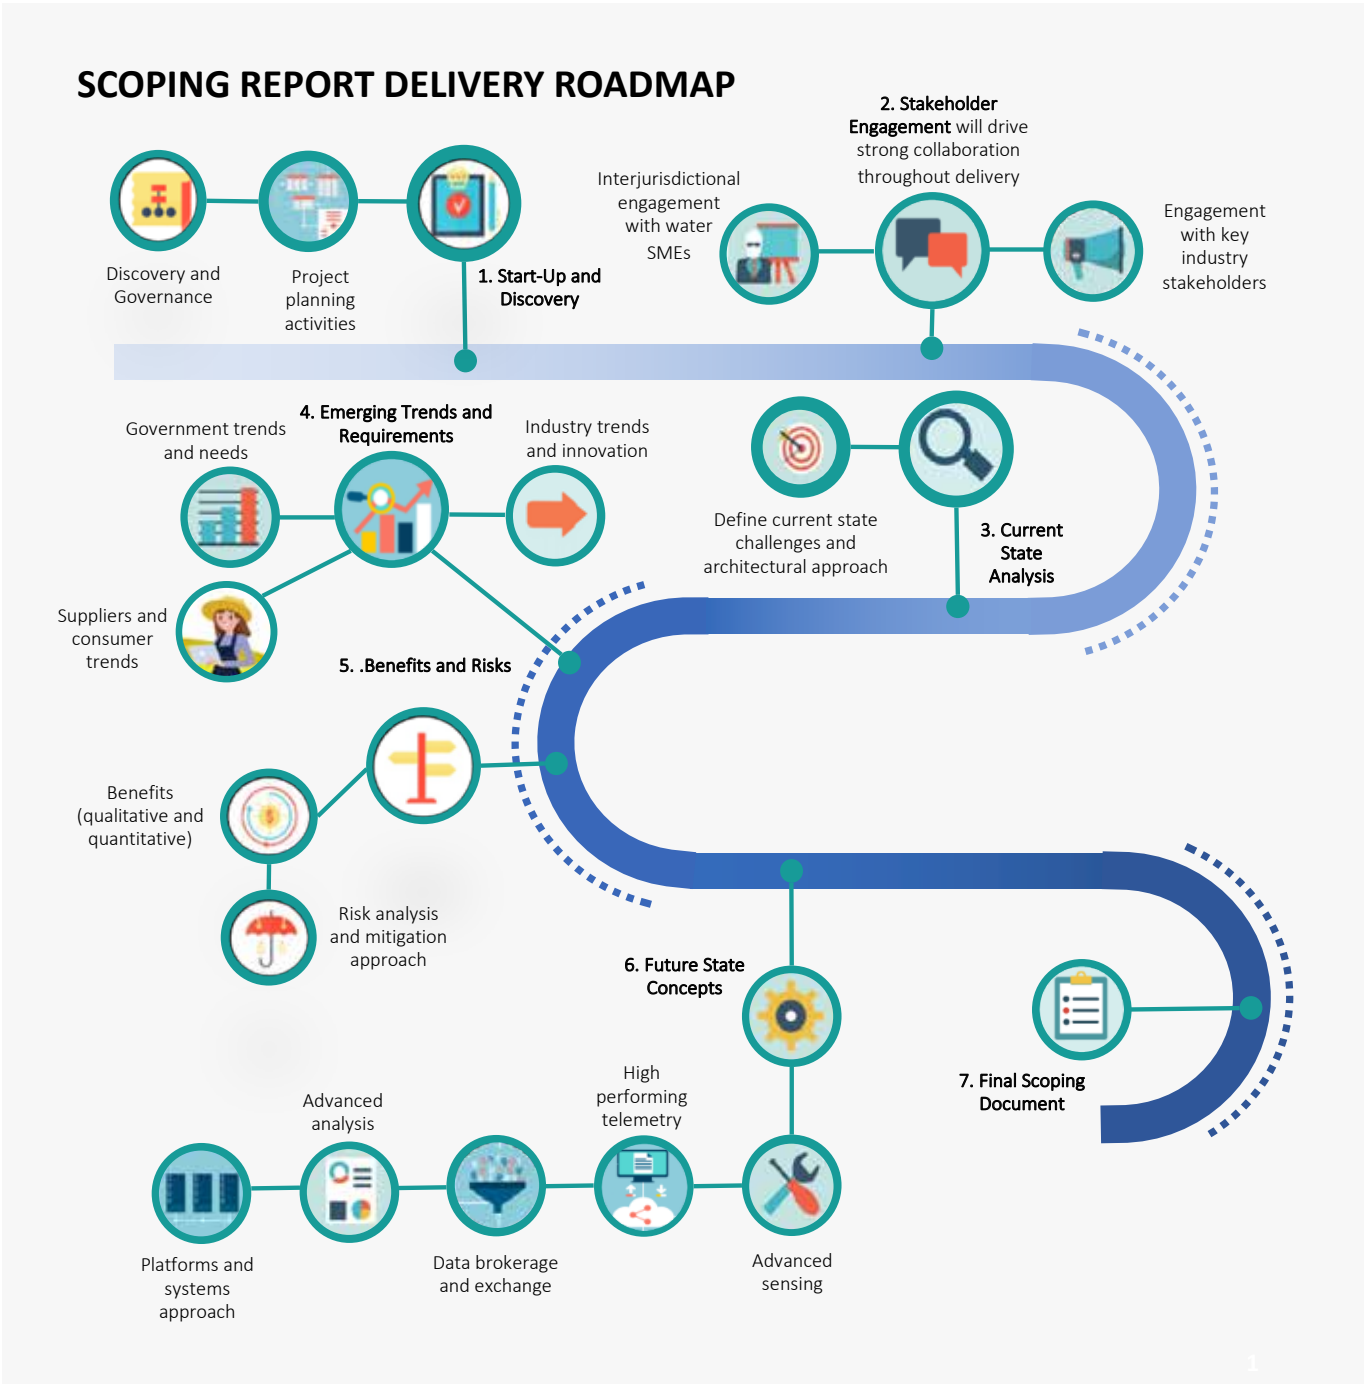 SCOPING REPORT DELIVERY ROADMAP
Discovery and
Governance
Project
planning
activities
1. Start-Up and
Discovery
Interjurisdictional
engagement
with water
SMEs
2. Stakeholder
Engagement will drive
strong collaboration
throughout delivery
Engagement
with key
industry
stakeholders
Define current state
challenges and
architectural approach
3. Current
State
Analysis
Government trends
and needs
4. Emerging Trends and
Requirements
Industry trends
and innovation
Suppliers and
consumer
trends
5. .Benefits and Risks
Benefits
(qualitative and
quantitative)
Risk analysis
and mitigation
approach
6. Future State
Concepts
Advanced
sensing
High
performing
telemetry
Data brokerage
and exchange
Advanced
analysis
Platforms and
systems
approach
7. Final Scoping
Document
1